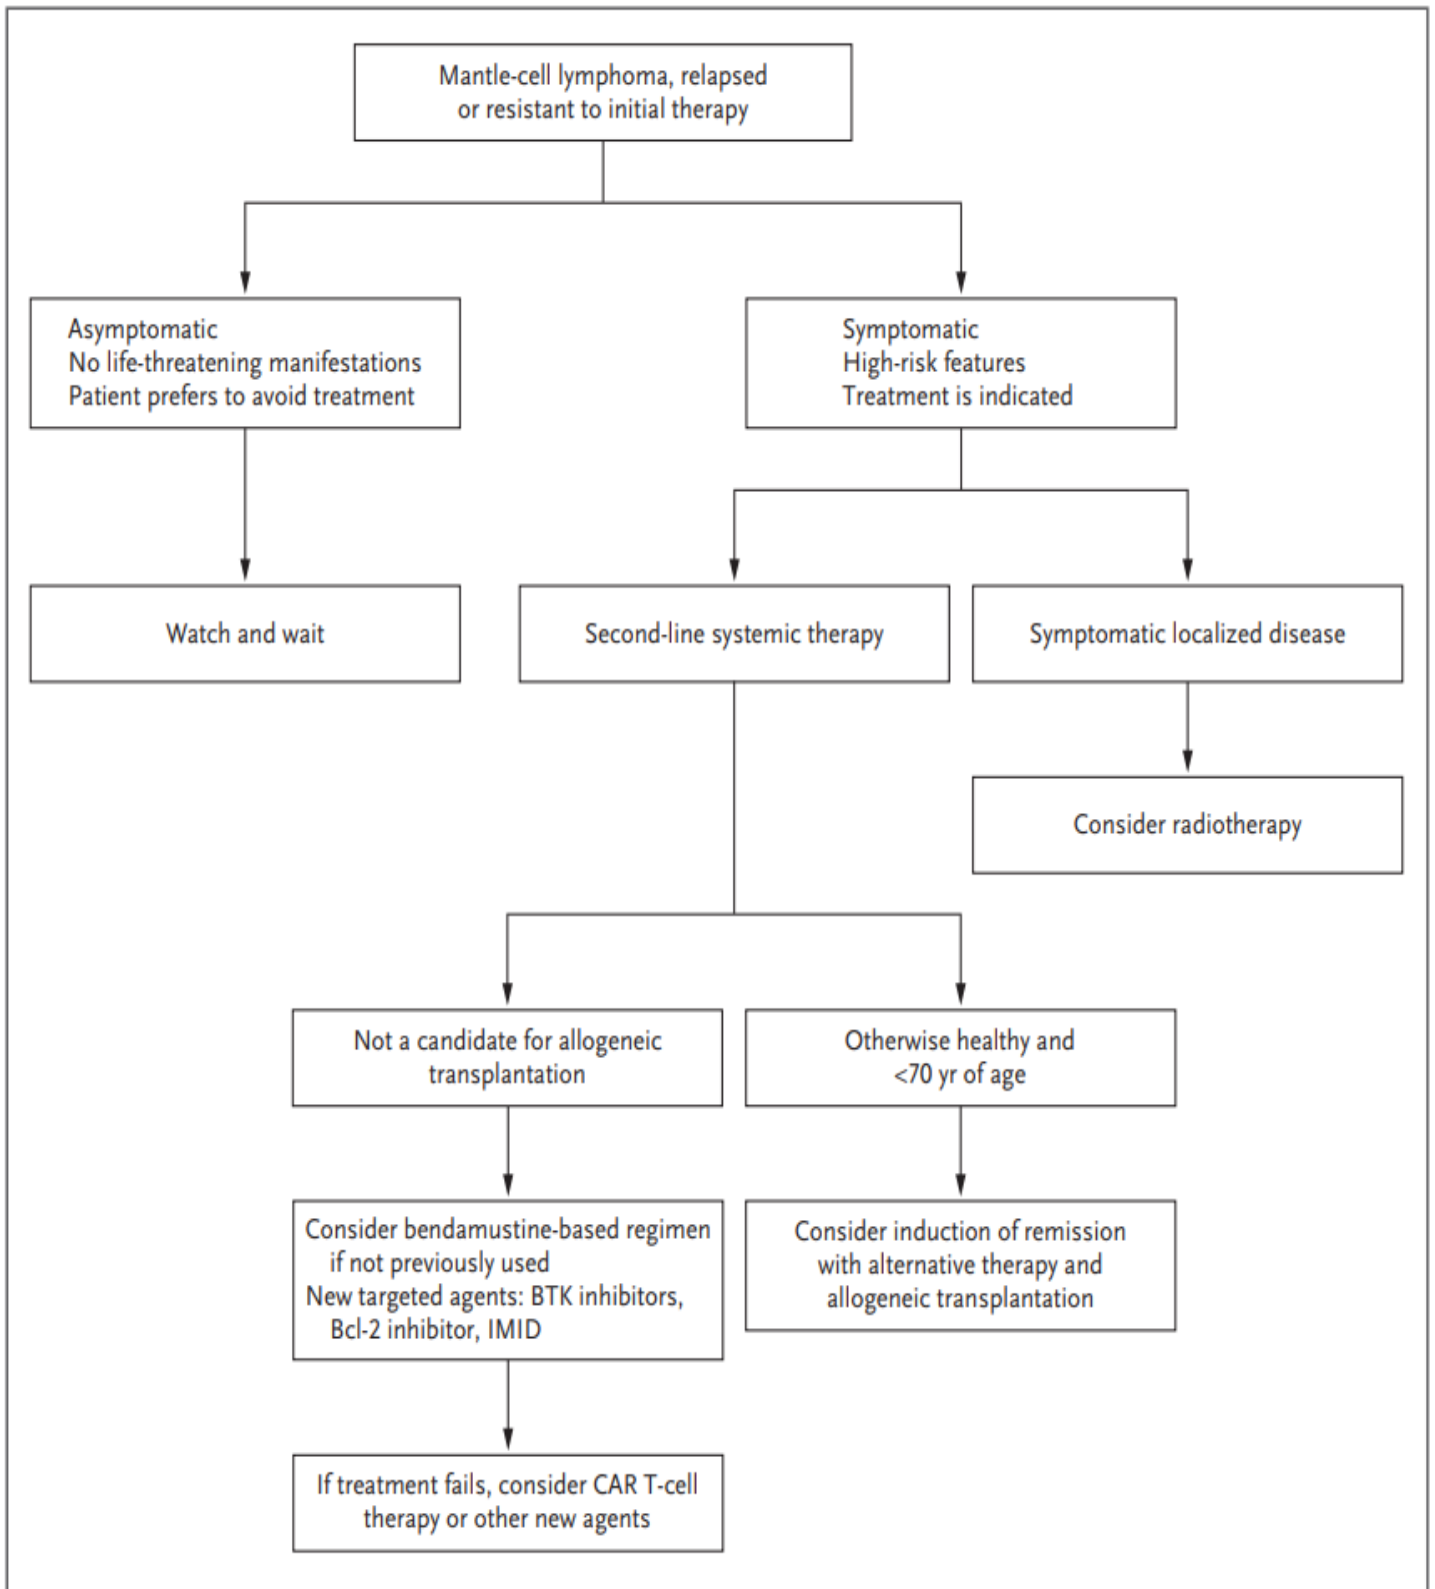 Mantle-cell lymphoma, relapsed
or resistant to initial therapy
Asymptomatic
No life-threatening manifestations
Patient prefers to avoid treatment
Symptomatic
High-risk features
Treatment is indicated
Watch and wait
Second-line systemic therapy
Symptomatic localized disease
Consider radiotherapy
Not a candidate for allogeneic
transplantation
Otherwise healthy and
<70 yr of age
Consider bendamustine-based regimen
if not previously used
New targeted agents: BTK inhibitors,
Bcl-2 inhibitor, IMID
Consider induction of remission
with alternative therapy and
allogeneic transplantation
If treatment fails, consider CAR T-cell
therapy or other new agents